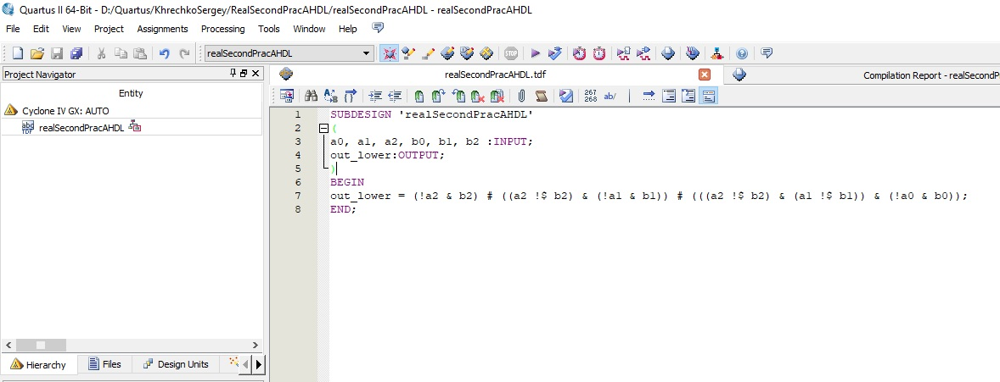 Quartus II 64-Bit - D:/Quartus/KhrechkoSergey/RealSecondPracAHDL/realSecondPracAHDL - realSecondPracAHDL
File Edit View Project Assignments Processing Tools Window Help
realSecondPracAHDL
Project Navigator
realSecondPracAHDL.tdf
Compilation Report - realSecondP
Entity
Cyclone IV GX: AUTO
abc
TDF
realSecondPracAHDL
267
268
ab/
1 SUBDESIGN 'realSecondPracAHDL'
2 (
3 a0, a1, a2, b0, b1, b2 :INPUT;
4 out_lower:OUTPUT;
5 )
6 BEGIN
7 out_lower = (!a2 & b2) # ((a2 !$ b2) & (!a1 & b1)) # (((a2 !$ b2) & (a1 !$ b1)) & (!a0 & b0));
8 END;
Hierarchy Files Design Units